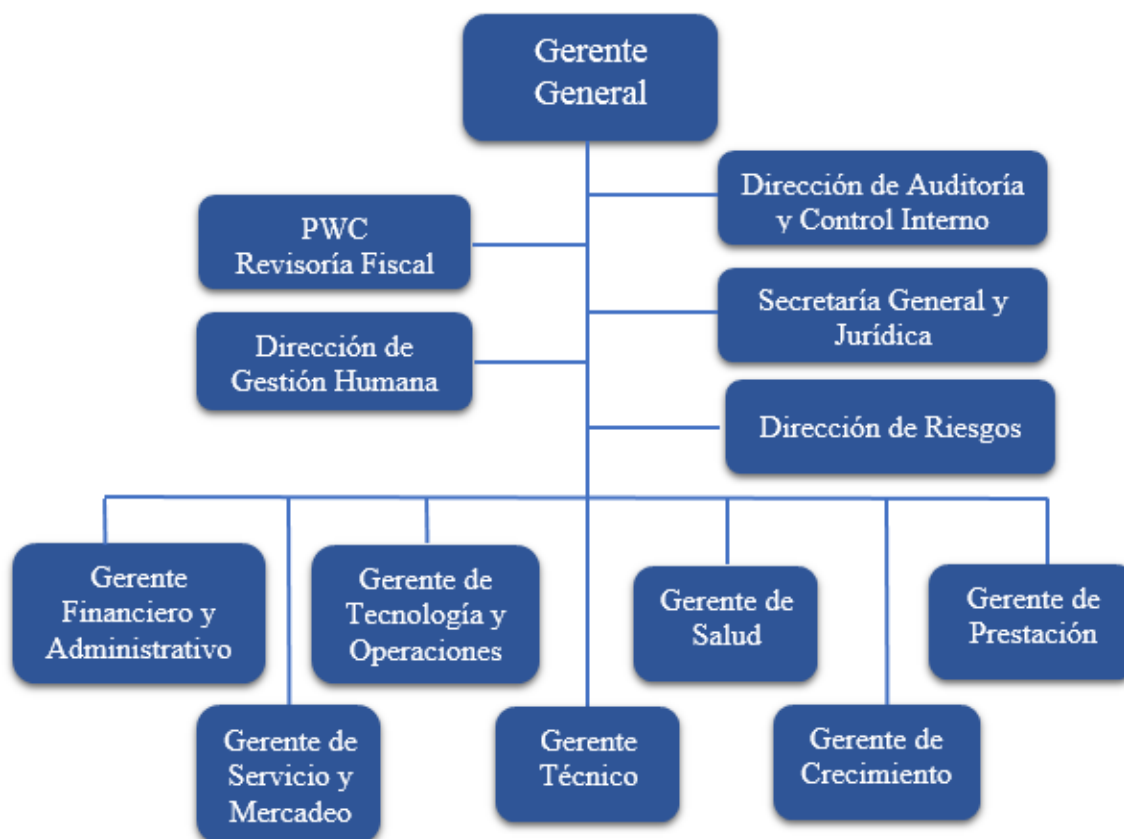 Gerente
General
Dirección de Auditoría
y Control Interno
PWC
Revisoría Fiscal
Secretaría General y
Jurídica
Dirección de
Gestión Humana
Dirección de Riesgos
Gerente
Financiero y
Administrativo
Gerente de
Tecnología y
Operaciones
Gerente de
Salud
Gerente de
Prestación
Gerente de
Servicio y
Mercadeo
Gerente
Técnico
Gerente de
Crecimiento